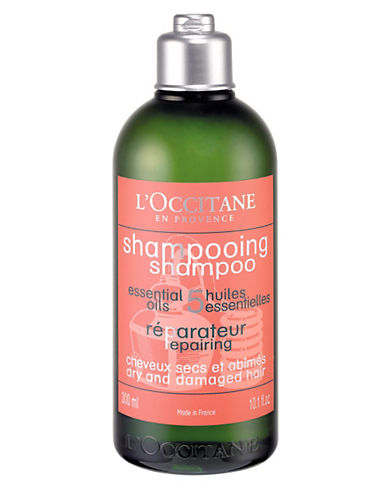 L'OCCITANE
EN PROVENCE
shampooing
shampoo
essential 5 huiles
oils essentielles
réparateur
repairing
cheveux secs et abîmés
dry and damaged hair
300 ml 10.1 fl.oz
Made in France
L'OCCITANE